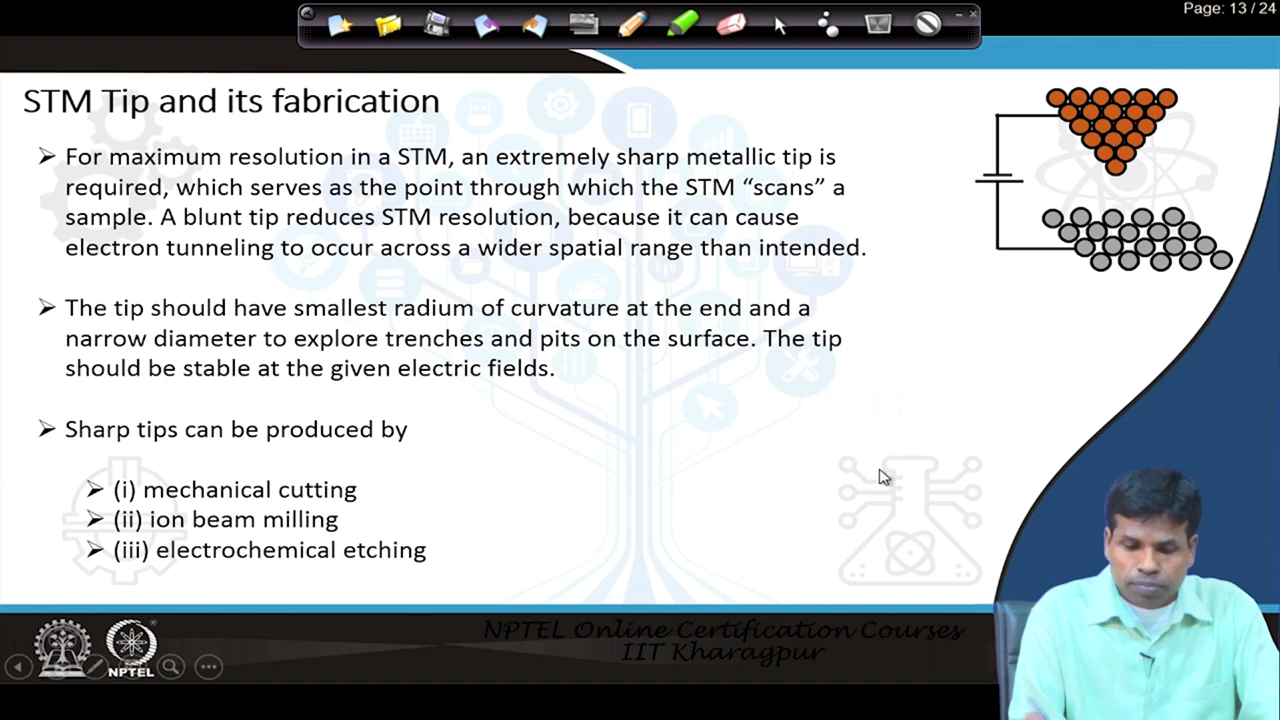 Page: 13 / 24
STM Tip and its fabrication
➢ For maximum resolution in a STM, an extremely sharp metallic tip is
required, which serves as the point through which the STM “scans” a
sample. A blunt tip reduces STM resolution, because it can cause
electron tunneling to occur across a wider spatial range than intended.
➢ The tip should have smallest radium of curvature at the end and a
narrow diameter to explore trenches and pits on the surface. The tip
should be stable at the given electric fields.
➢ Sharp tips can be produced by
➢ (i) mechanical cutting
➢ (ii) ion beam milling
➢ (iii) electrochemical etching
NPTEL Online Certification Courses
IIT Kharagpur
NPTEL